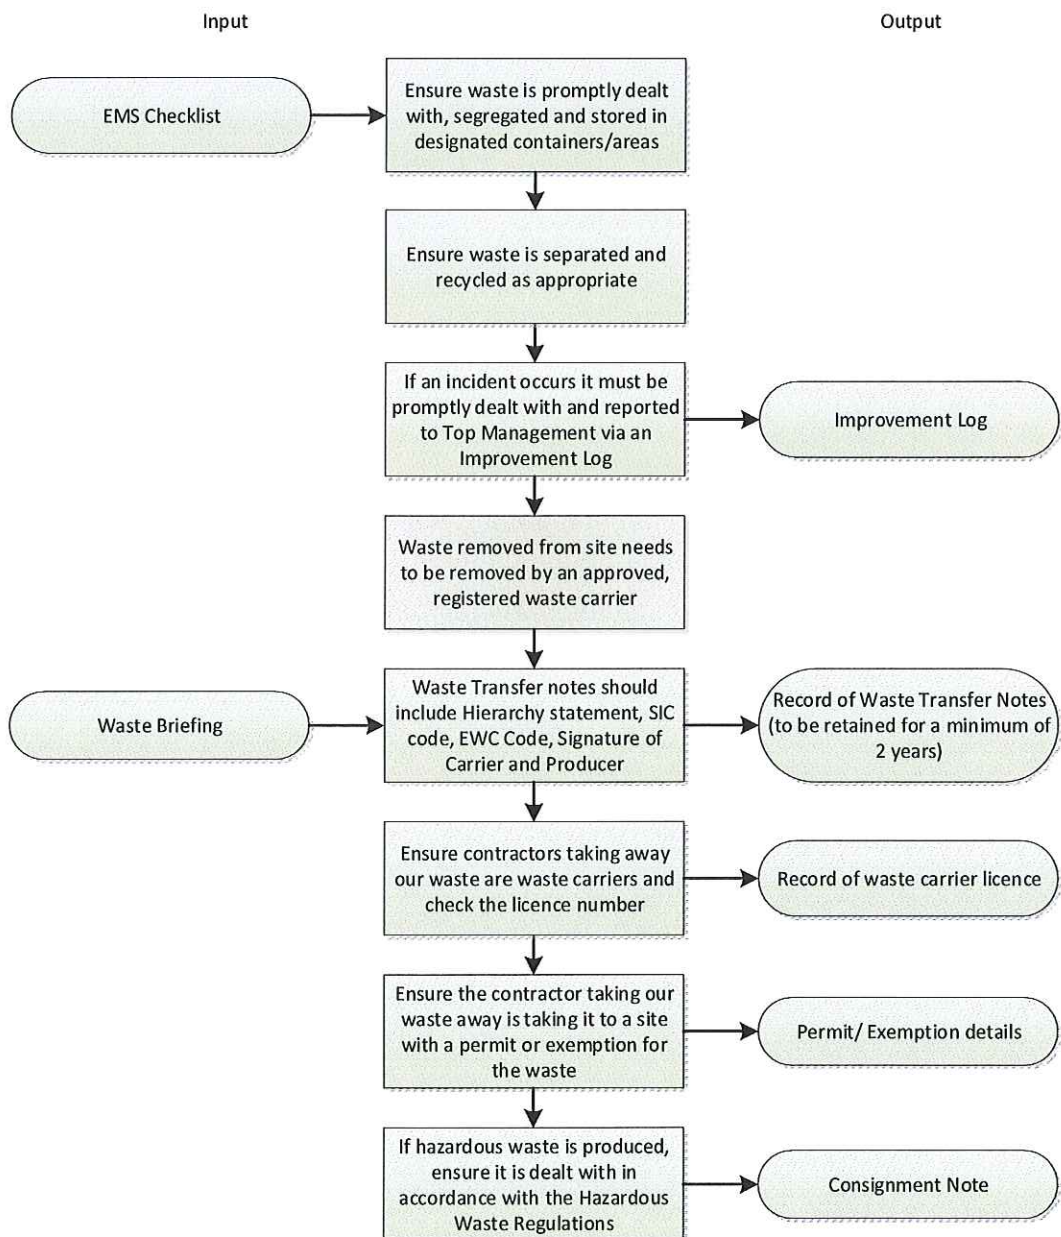 Input
Output
EMS Checklist
Ensure waste is promptly dealt
with, segregated and stored in
designated containers/areas
Ensure waste is separated and
recycled as appropriate
If an incident occurs it must be
promptly dealt with and reported
to Top Management via an
Improvement Log
Improvement Log
Waste removed from site needs
to be removed by an approved,
registered waste carrier
Waste Briefing
Waste Transfer notes should
include Hierarchy statement, SIC
code, EWC Code, Signature of
Carrier and Producer
Record of Waste Transfer Notes
(to be retained for a minimum of
2 years)
Ensure contractors taking away
our waste are waste carriers and
check the licence number
Record of waste carrier licence
Ensure the contractor taking our
waste away is taking it to a site
with a permit or exemption for
the waste
Permit/ Exemption details
If hazardous waste is produced,
ensure it is dealt with in
accordance with the Hazardous
Waste Regulations
Consignment Note